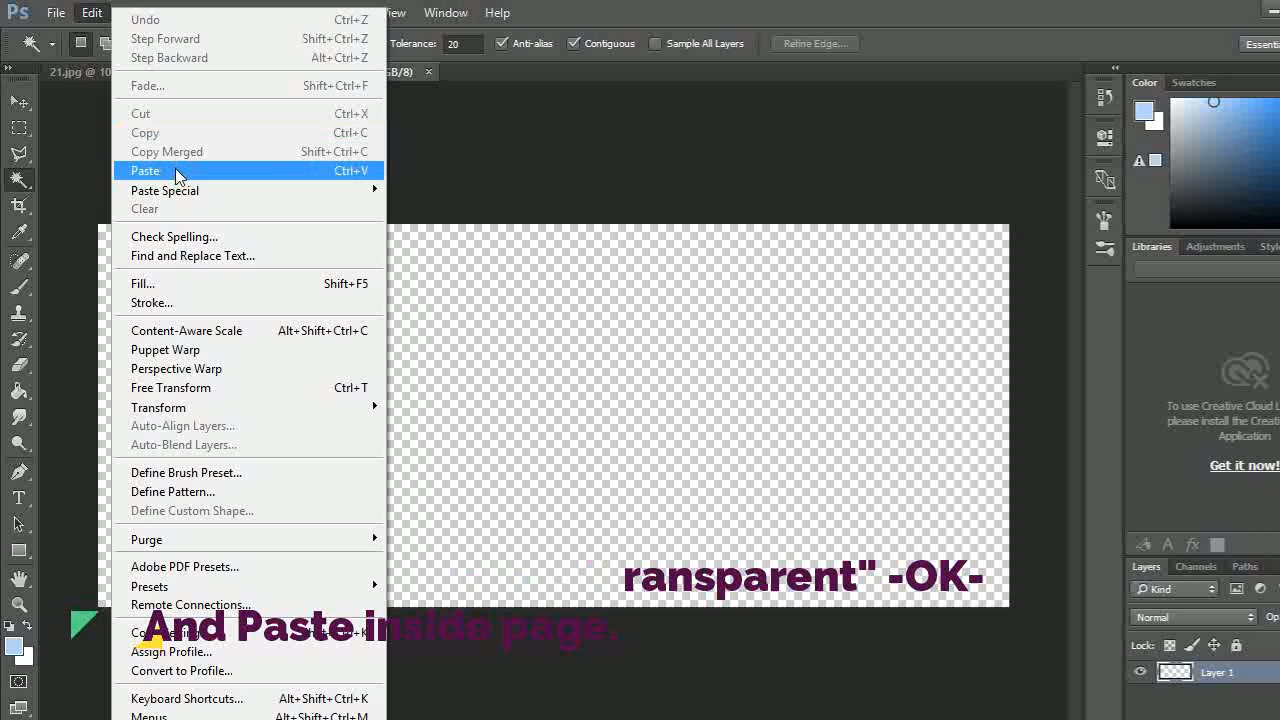 Ps File Edit View Window Help
Tolerance: 20 Anti-alias Contiguous Sample All Layers Refine Edge... Essenti
21.jpg @ 10 GB/8) ×
Undo Ctrl+Z
Step Forward Shift+Ctrl+Z
Step Backward Alt+Ctrl+Z
Fade... Shift+Ctrl+F
Cut Ctrl+X
Copy Ctrl+C
Copy Merged Shift+Ctrl+C
Paste Ctrl+V
Paste Special
Clear
Check Spelling...
Find and Replace Text...
Fill... Shift+F5
Stroke...
Content-Aware Scale Alt+Shift+Ctrl+C
Puppet Warp
Perspective Warp
Free Transform Ctrl+T
Transform
Auto-Align Layers...
Auto-Blend Layers...
Define Brush Preset...
Define Pattern...
Define Custom Shape...
Purge
Adobe PDF Presets...
Presets
Remote Connections...
Assign Profile...
Convert to Profile...
Keyboard Shortcuts... Alt+Shift+Ctrl+K
Menus Alt+Shift+Ctrl+M
ransparent" -OK-
And Paste inside page.
Color Swatches
Libraries Adjustments Style
To use Creative Cloud L
please install the Creati
Application
Get it now!
Layers Channels Paths
Kind
Normal Op
Lock:
Layer 1